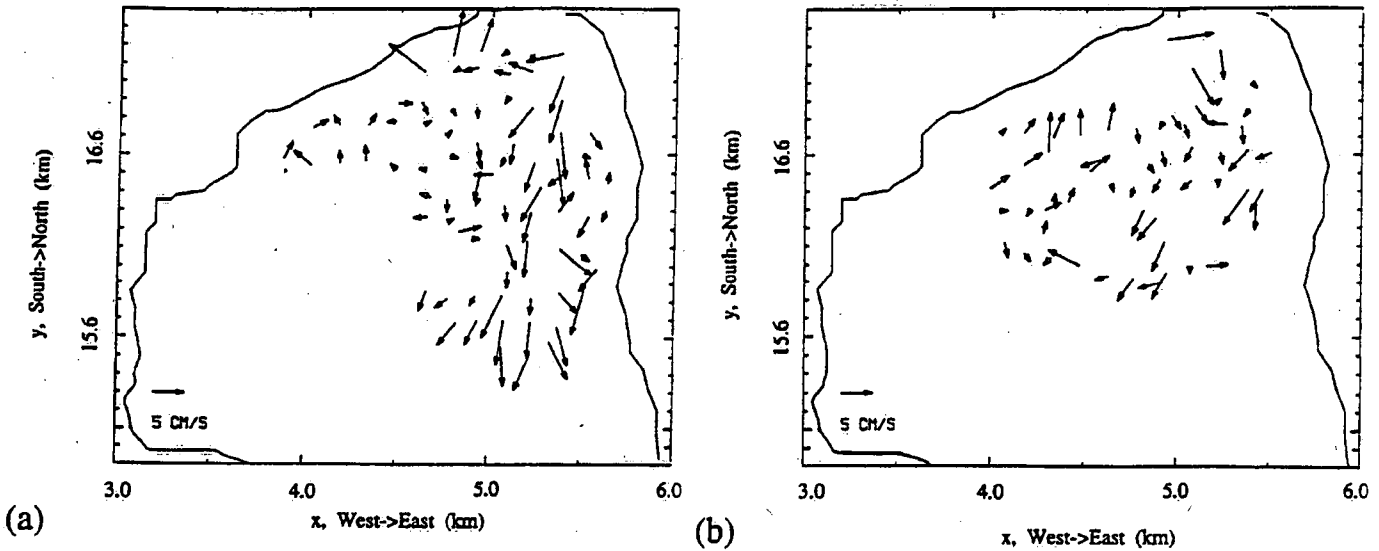 y, South->North (km)
16.6
15.6
5 CM/S
3.0
4.0
5.0
6.0
x, West->East (km)
(a)
y, South->North (km)
16.6
15.6
5 CM/S
3.0
4.0
5.0
6.0
x, West->East (km)
(b)